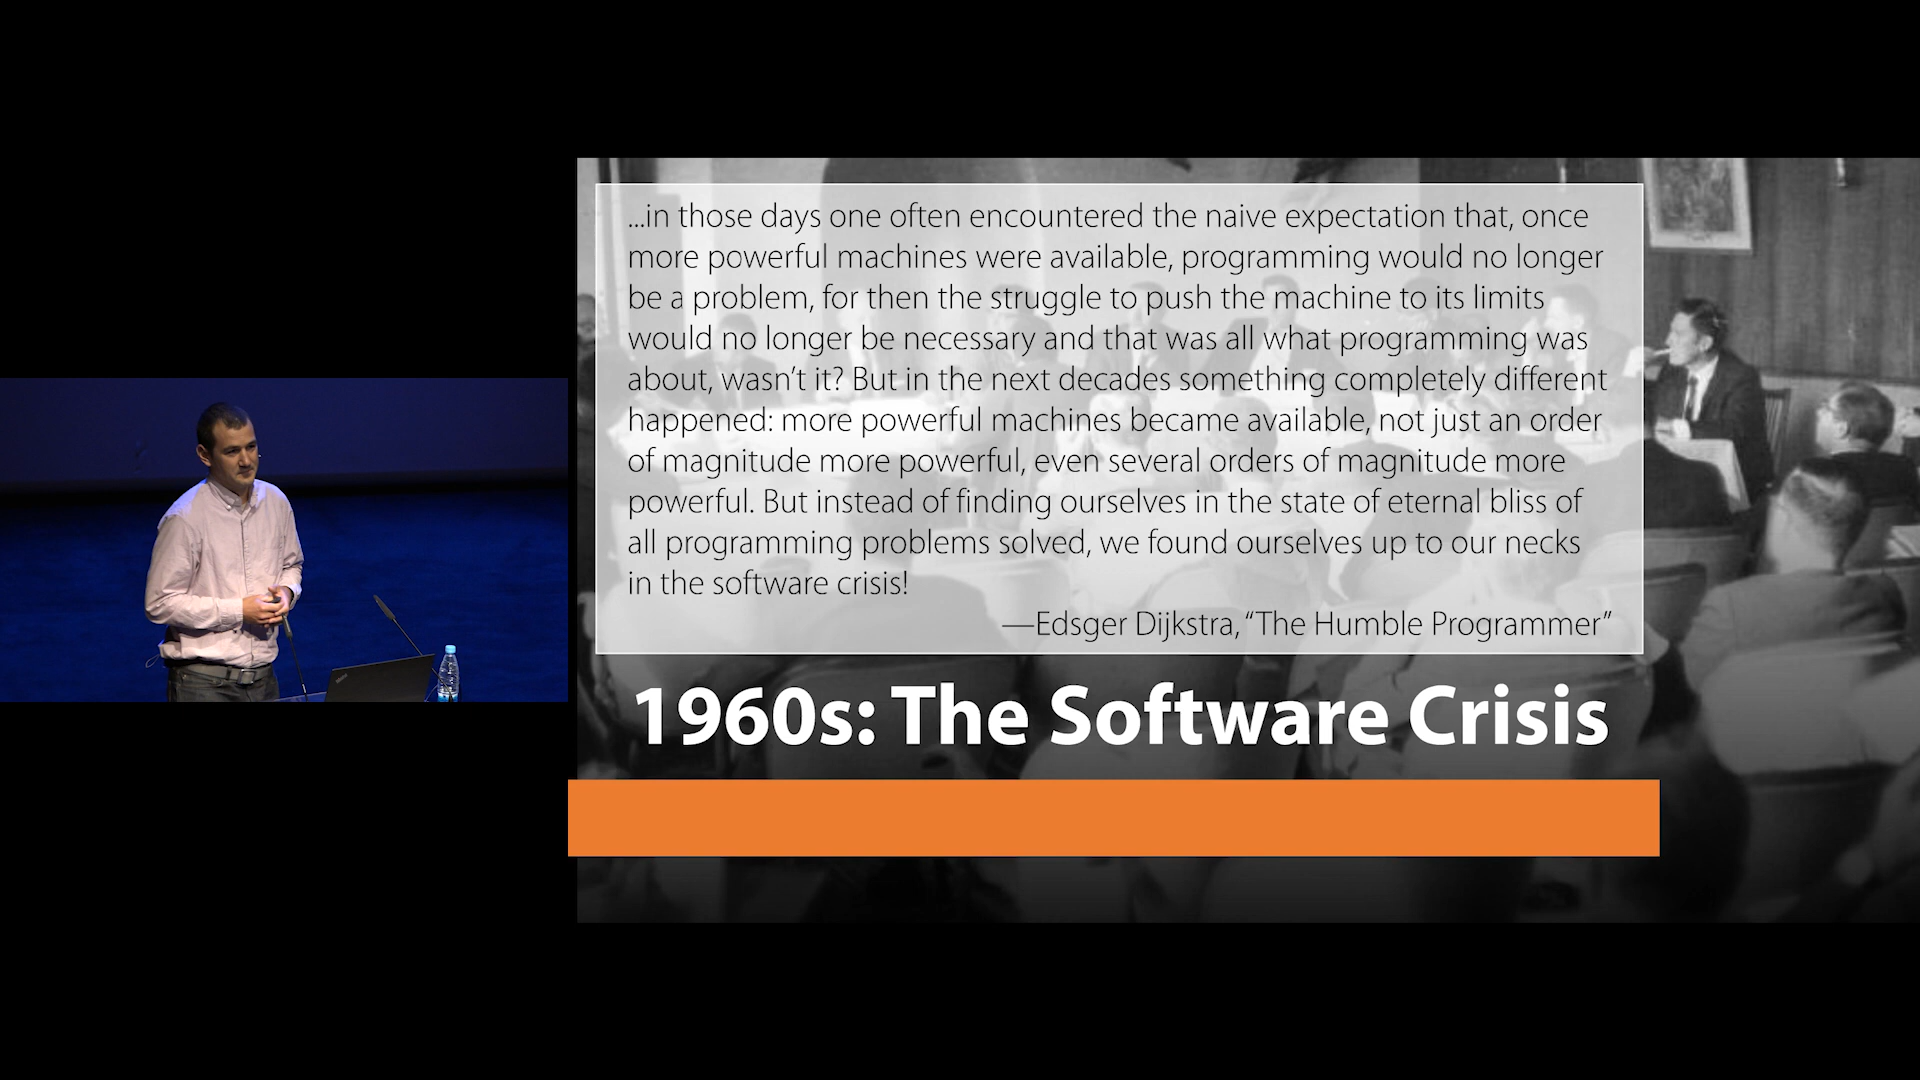 ...in those days one often encountered the naive expectation that, once
more powerful machines were available, programming would no longer
be a problem, for then the struggle to push the machine to its limits
would no longer be necessary and that was all what programming was
about, wasn’t it? But in the next decades something completely different
happened: more powerful machines became available, not just an order
of magnitude more powerful, even several orders of magnitude more
powerful. But instead of finding ourselves in the state of eternal bliss of
all programming problems solved, we found ourselves up to our necks
in the software crisis!
—Edsger Dijkstra, “The Humble Programmer”
1960s: The Software Crisis